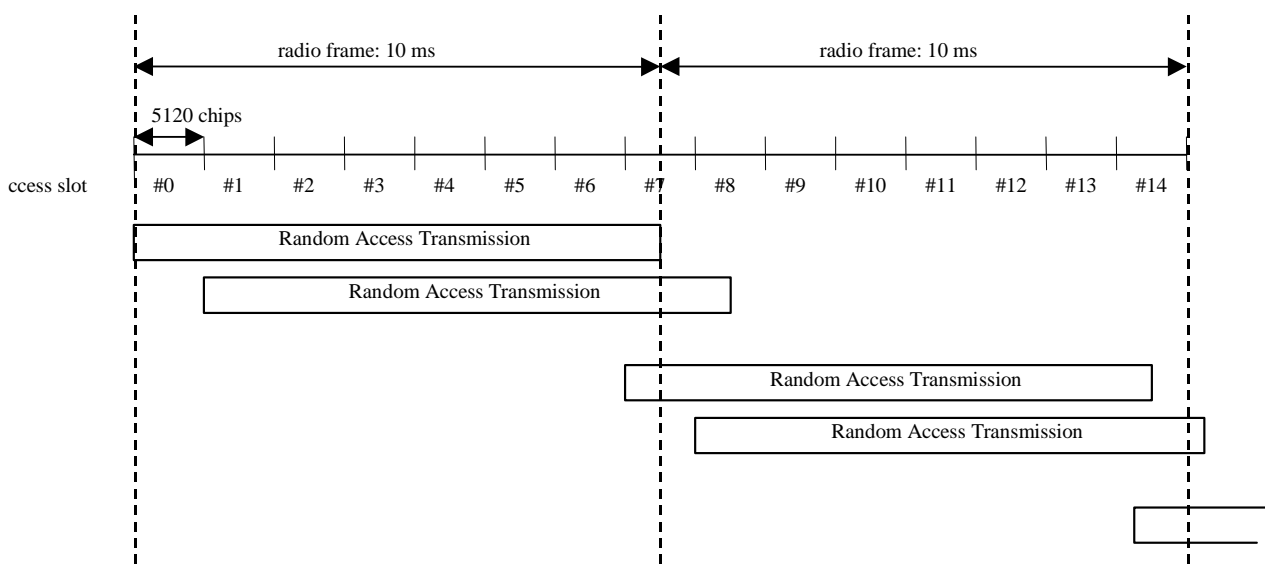 radio frame: 10 ms radio frame: 10 ms
5120 chips
ccess slot #0 #1 #2 #3 #4 #5 #6 #7 #8 #9 #10 #11 #12 #13 #14
Random Access Transmission
Random Access Transmission
Random Access Transmission
Random Access Transmission